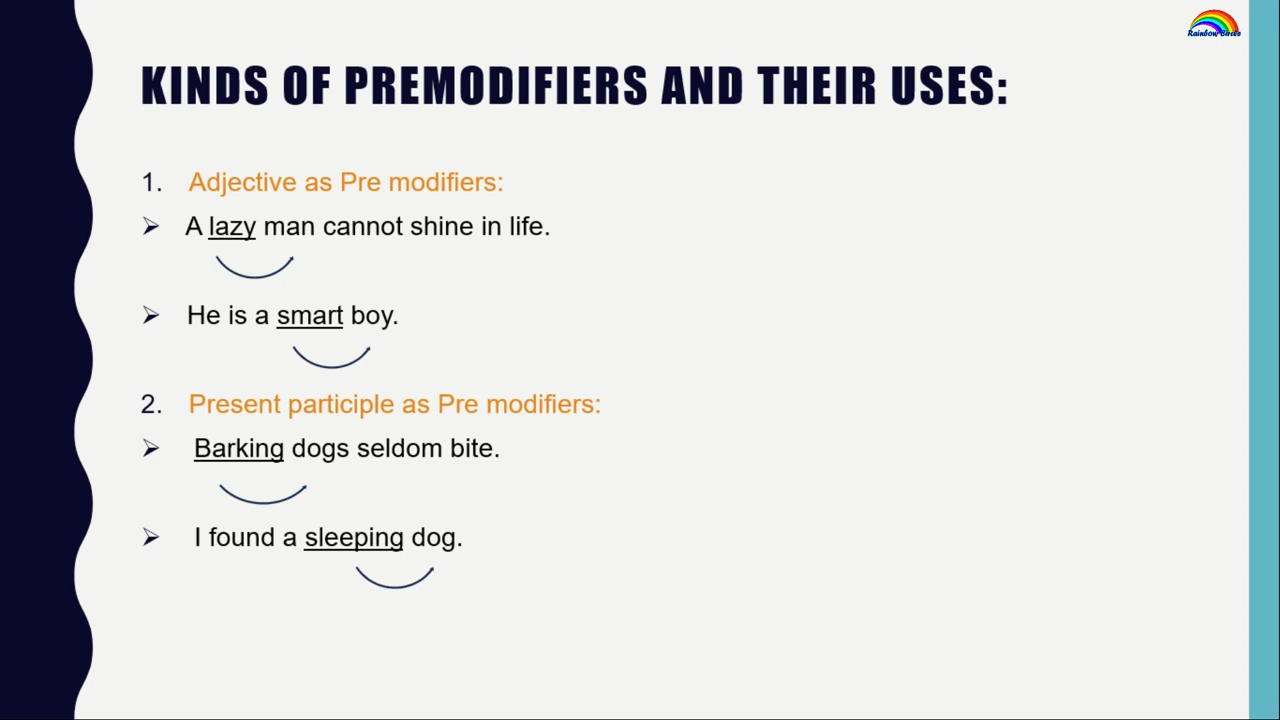 Rainbow
KINDS OF PREMODIFIERS AND THEIR USES:
1. Adjective as Pre modifiers:
➢ A lazy man cannot shine in life.
➢ He is a smart boy.
2. Present participle as Pre modifiers:
➢ Barking dogs seldom bite.
➢ I found a sleeping dog.